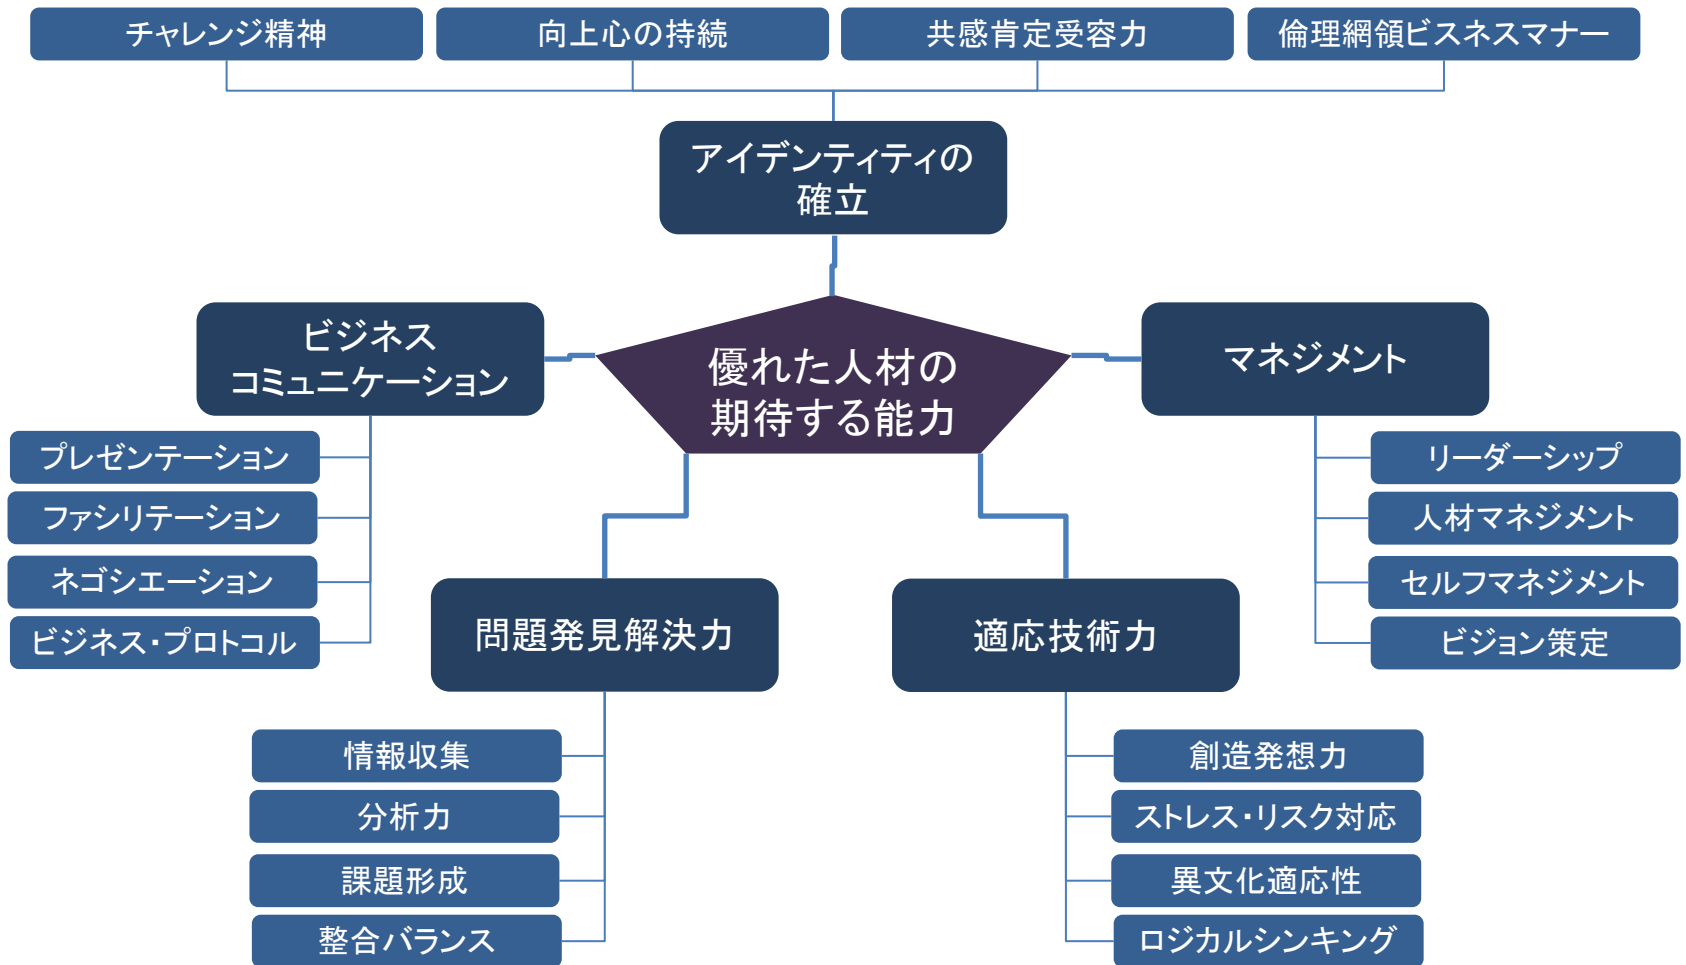 チャレンジ精神
向上心の持続
共感肯定受容力
倫理網領ビスネスマナー
アイデンティティの
確立
ビジネス
コミュニケーション
優れた人材の
期待する能力
マネジメント
プレゼンテーション
ファシリテーション
ネゴシエーション
ビジネス・プロトコル
リーダーシップ
人材マネジメント
セルフマネジメント
ビジョン策定
問題発見解決力
適応技術力
情報収集
分析力
課題形成
整合バランス
創造発想力
ストレス・リスク対応
異文化適応性
ロジカルシンキング